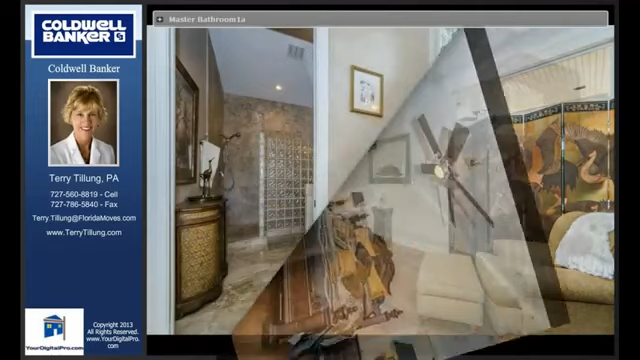 COLDWELL
BANKER
Coldwell Banker
Terry Tillung, PA
727-560-8819 - Cell
727-786-5840 - Fax
Terry.Tillung@FloridaMoves.com
www.TerryTillung.com
YourDigitalPro.com
Copyright 2013
All Rights Reserved.
www.YourDigitalPro.
com
Master Bathroom1a